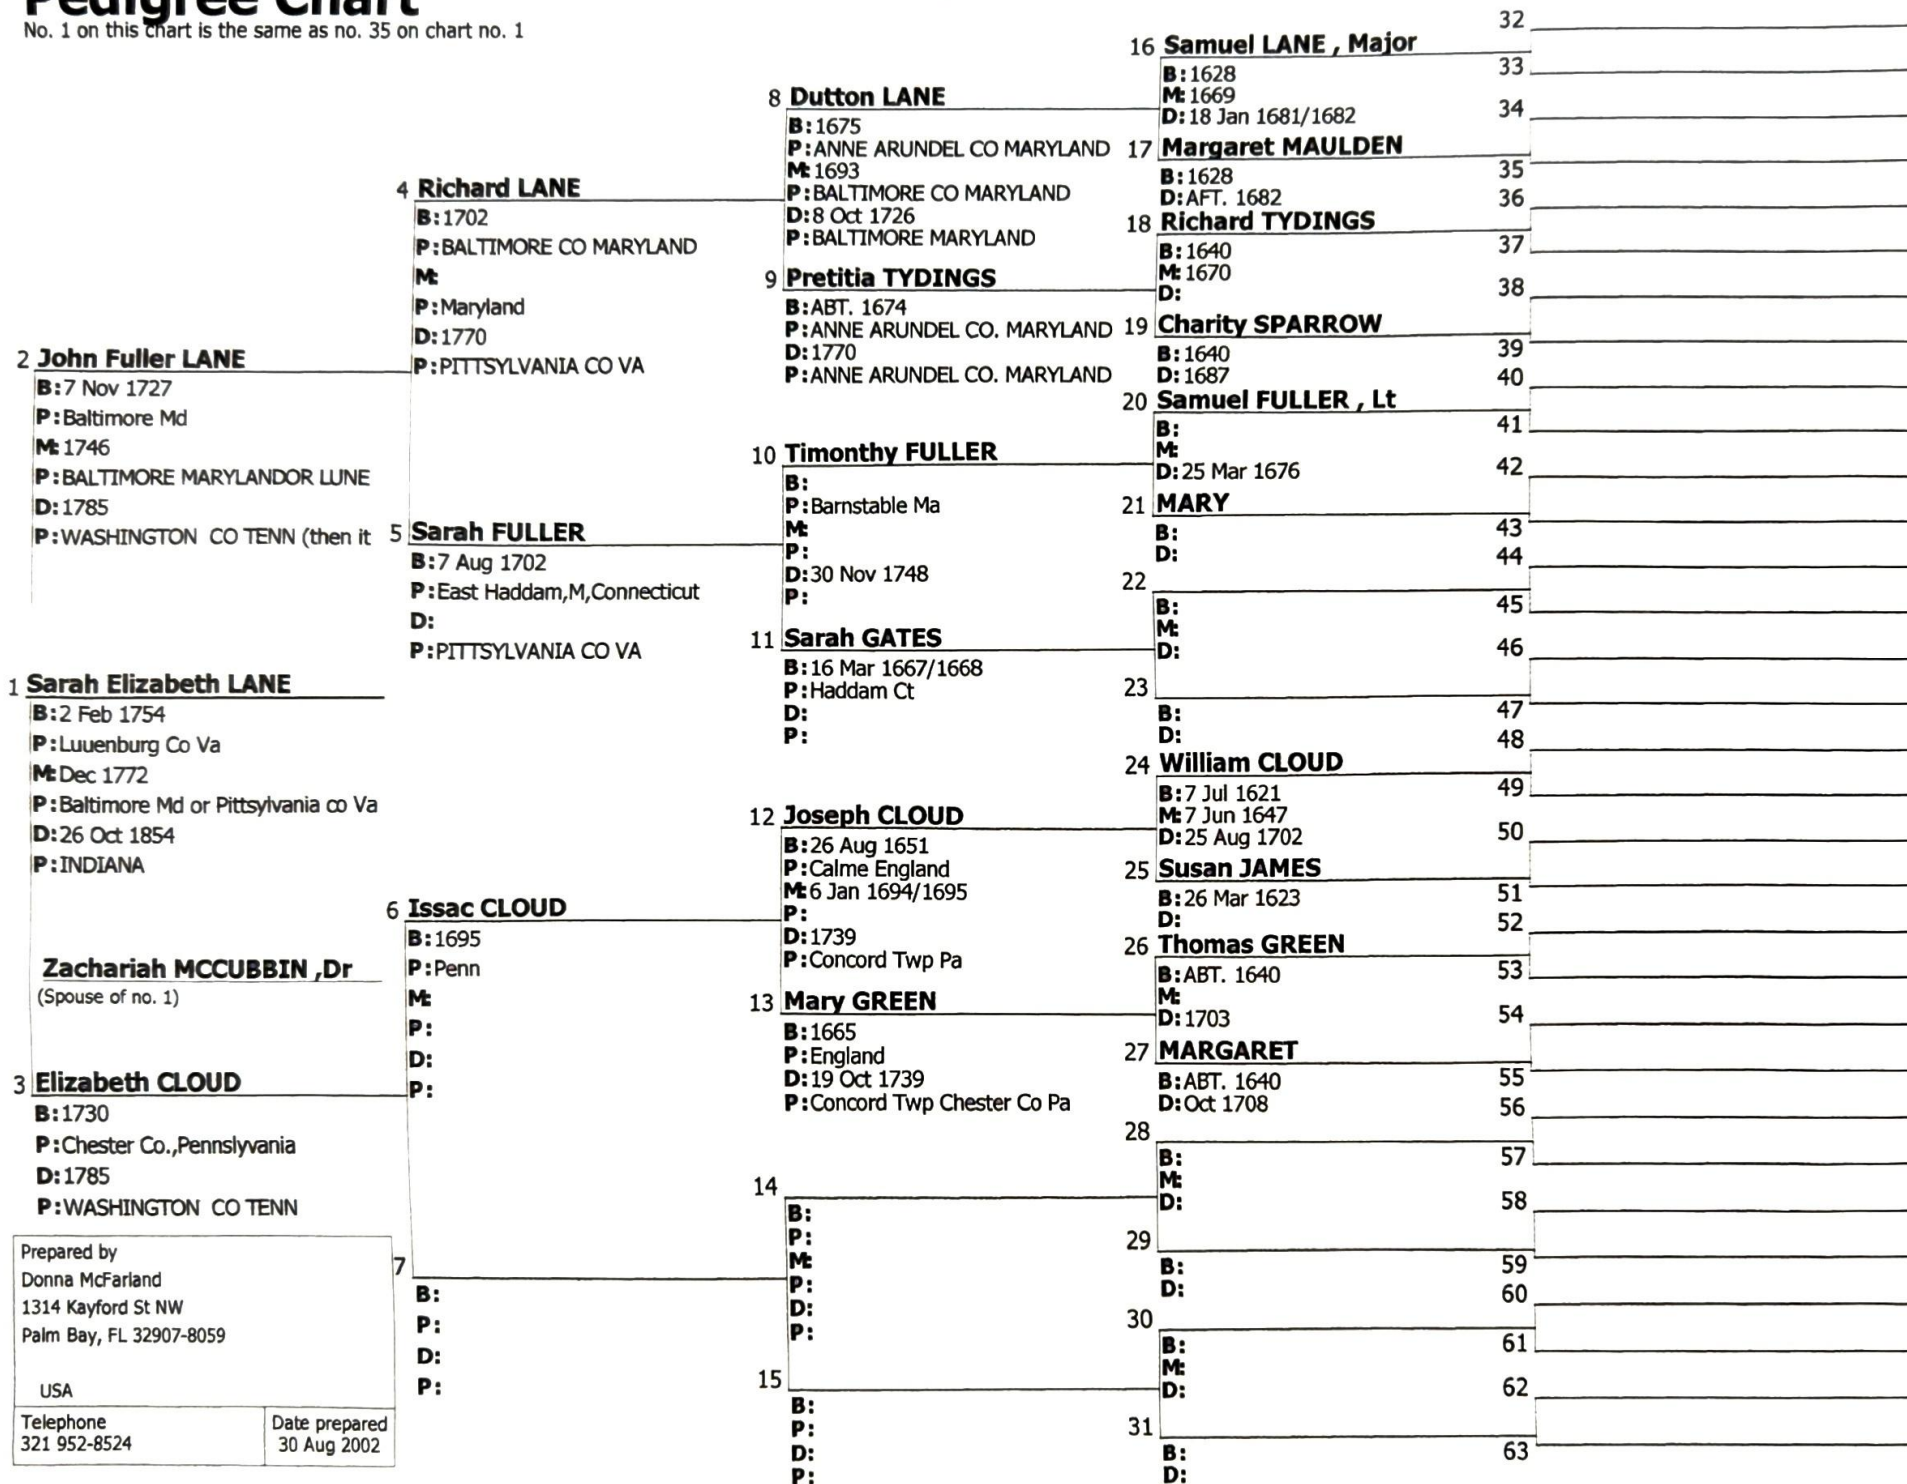 Pedigree Chart
No. 1 on this chart is the same as no. 35 on chart no. 1
1 Sarah Elizabeth LANE
B:2 Feb 1754
P:Luuenburg Co Va
M:Dec 1772
P:Baltimore Md or Pittsylvania co Va
D:26 Oct 1854
P:INDIANA
Zachariah MCCUBBIN ,Dr
(Spouse of no. 1)
2 John Fuller LANE
B:7 Nov 1727
P:Baltimore Md
M:1746
P:BALTIMORE MARYLANDOR LUNE
D:1785
P:WASHINGTON CO TENN (then it
3 Elizabeth CLOUD
B:1730
P:Chester Co.,Pennslyvania
D:1785
P:WASHINGTON CO TENN
4 Richard LANE
B:1702
P:BALTIMORE CO MARYLAND
M:
P:Maryland
D:1770
P:PITTSYLVANIA CO VA
5 Sarah FULLER
B:7 Aug 1702
P:East Haddam,M,Connecticut
D:
P:PITTSYLVANIA CO VA
6 Issac CLOUD
B:1695
P:Penn
M:
P:
D:
P:
7
B:
P:
D:
P:
8 Dutton LANE
B:1675
P:ANNE ARUNDEL CO MARYLAND
M:1693
P:BALTIMORE CO MARYLAND
D:8 Oct 1726
P:BALTIMORE MARYLAND
9 Pretitia TYDINGS
B:ABT. 1674
P:ANNE ARUNDEL CO. MARYLAND
D:1770
P:ANNE ARUNDEL CO. MARYLAND
10 Timonthy FULLER
B:
P:Barnstable Ma
M:
P:
D:30 Nov 1748
P:
11 Sarah GATES
B:16 Mar 1667/1668
P:Haddam Ct
D:
P:
12 Joseph CLOUD
B:26 Aug 1651
P:Calme England
M:6 Jan 1694/1695
P:
D:1739
P:Concord Twp Pa
13 Mary GREEN
B:1665
P:England
D:19 Oct 1739
P:Concord Twp Chester Co Pa
14
B:
P:
M:
P:
D:
P:
15
B:
P:
D:
P:
16 Samuel LANE , Major
B:1628
M:1669
D:18 Jan 1681/1682
17 Margaret MAULDEN
B:1628
D:AFT. 1682
18 Richard TYDINGS
B:1640
M:1670
D:
19 Charity SPARROW
B:1640
D:1687
20 Samuel FULLER , Lt
B:
M:
D:25 Mar 1676
21 MARY
B:
D:
22
B:
M:
D:
23
B:
D:
24 William CLOUD
B:7 Jul 1621
M:7 Jun 1647
D:25 Aug 1702
25 Susan JAMES
B:26 Mar 1623
D:
26 Thomas GREEN
B:ABT. 1640
M:
D:1703
27 MARGARET
B:ABT. 1640
D:Oct 1708
28
B:
M:
D:
29
B:
D:
30
B:
M:
D:
31
B:
D:
32
33
34
35
36
37
38
39
40
41
42
43
44
45
46
47
48
49
50
51
52
53
54
55
56
57
58
59
60
61
62
63
Prepared by
Donna McFarland
1314 Kayford St NW
Palm Bay, FL 32907-8059
USA
Telephone
321 952-8524
Date prepared
30 Aug 2002